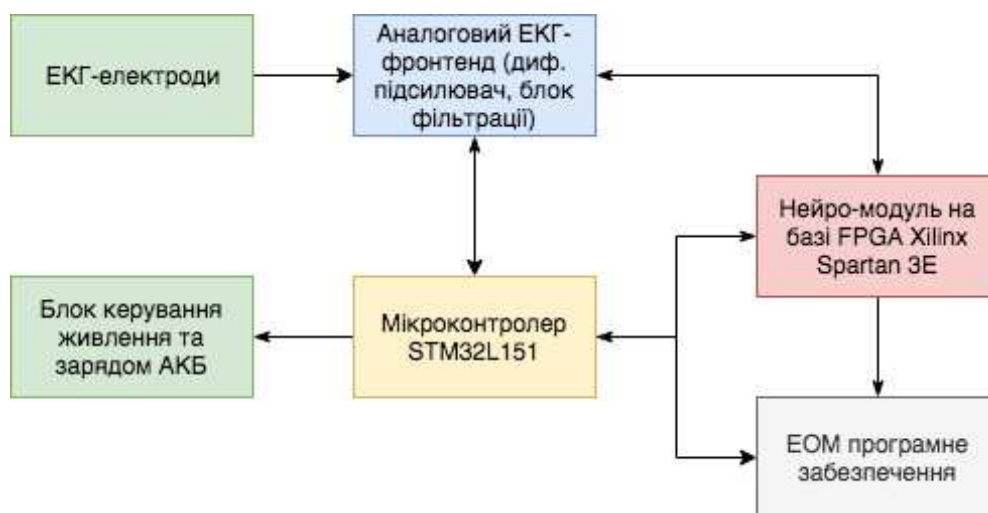 ЕКГ-електроди
Аналоговий ЕКГ-
фронтенд (диф.
підсилювач, блок
фільтрації)
Нейро-модуль на
базі FPGA Xilinx
Spartan 3E
Блок керування
живлення та
зарядом АКБ
Мікроконтролер
STM32L151
ЕОМ програмне
забезпечення